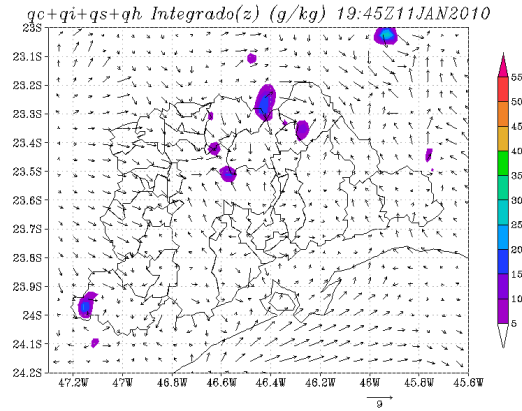 qc+qi+qs+qh Integrado(z) (g/kg) 19:45Z11JAN2010
23S
23.1S
23.2S
23.3S
23.4S
23.5S
23.6S
23.7S
23.8S
23.9S
24S
24.1S
24.2S
47.2W 47W 46.8W 46.6W 46.4W 46.2W 46W 45.8W 45.6W
9
55
50
45
40
35
30
25
20
15
10
5